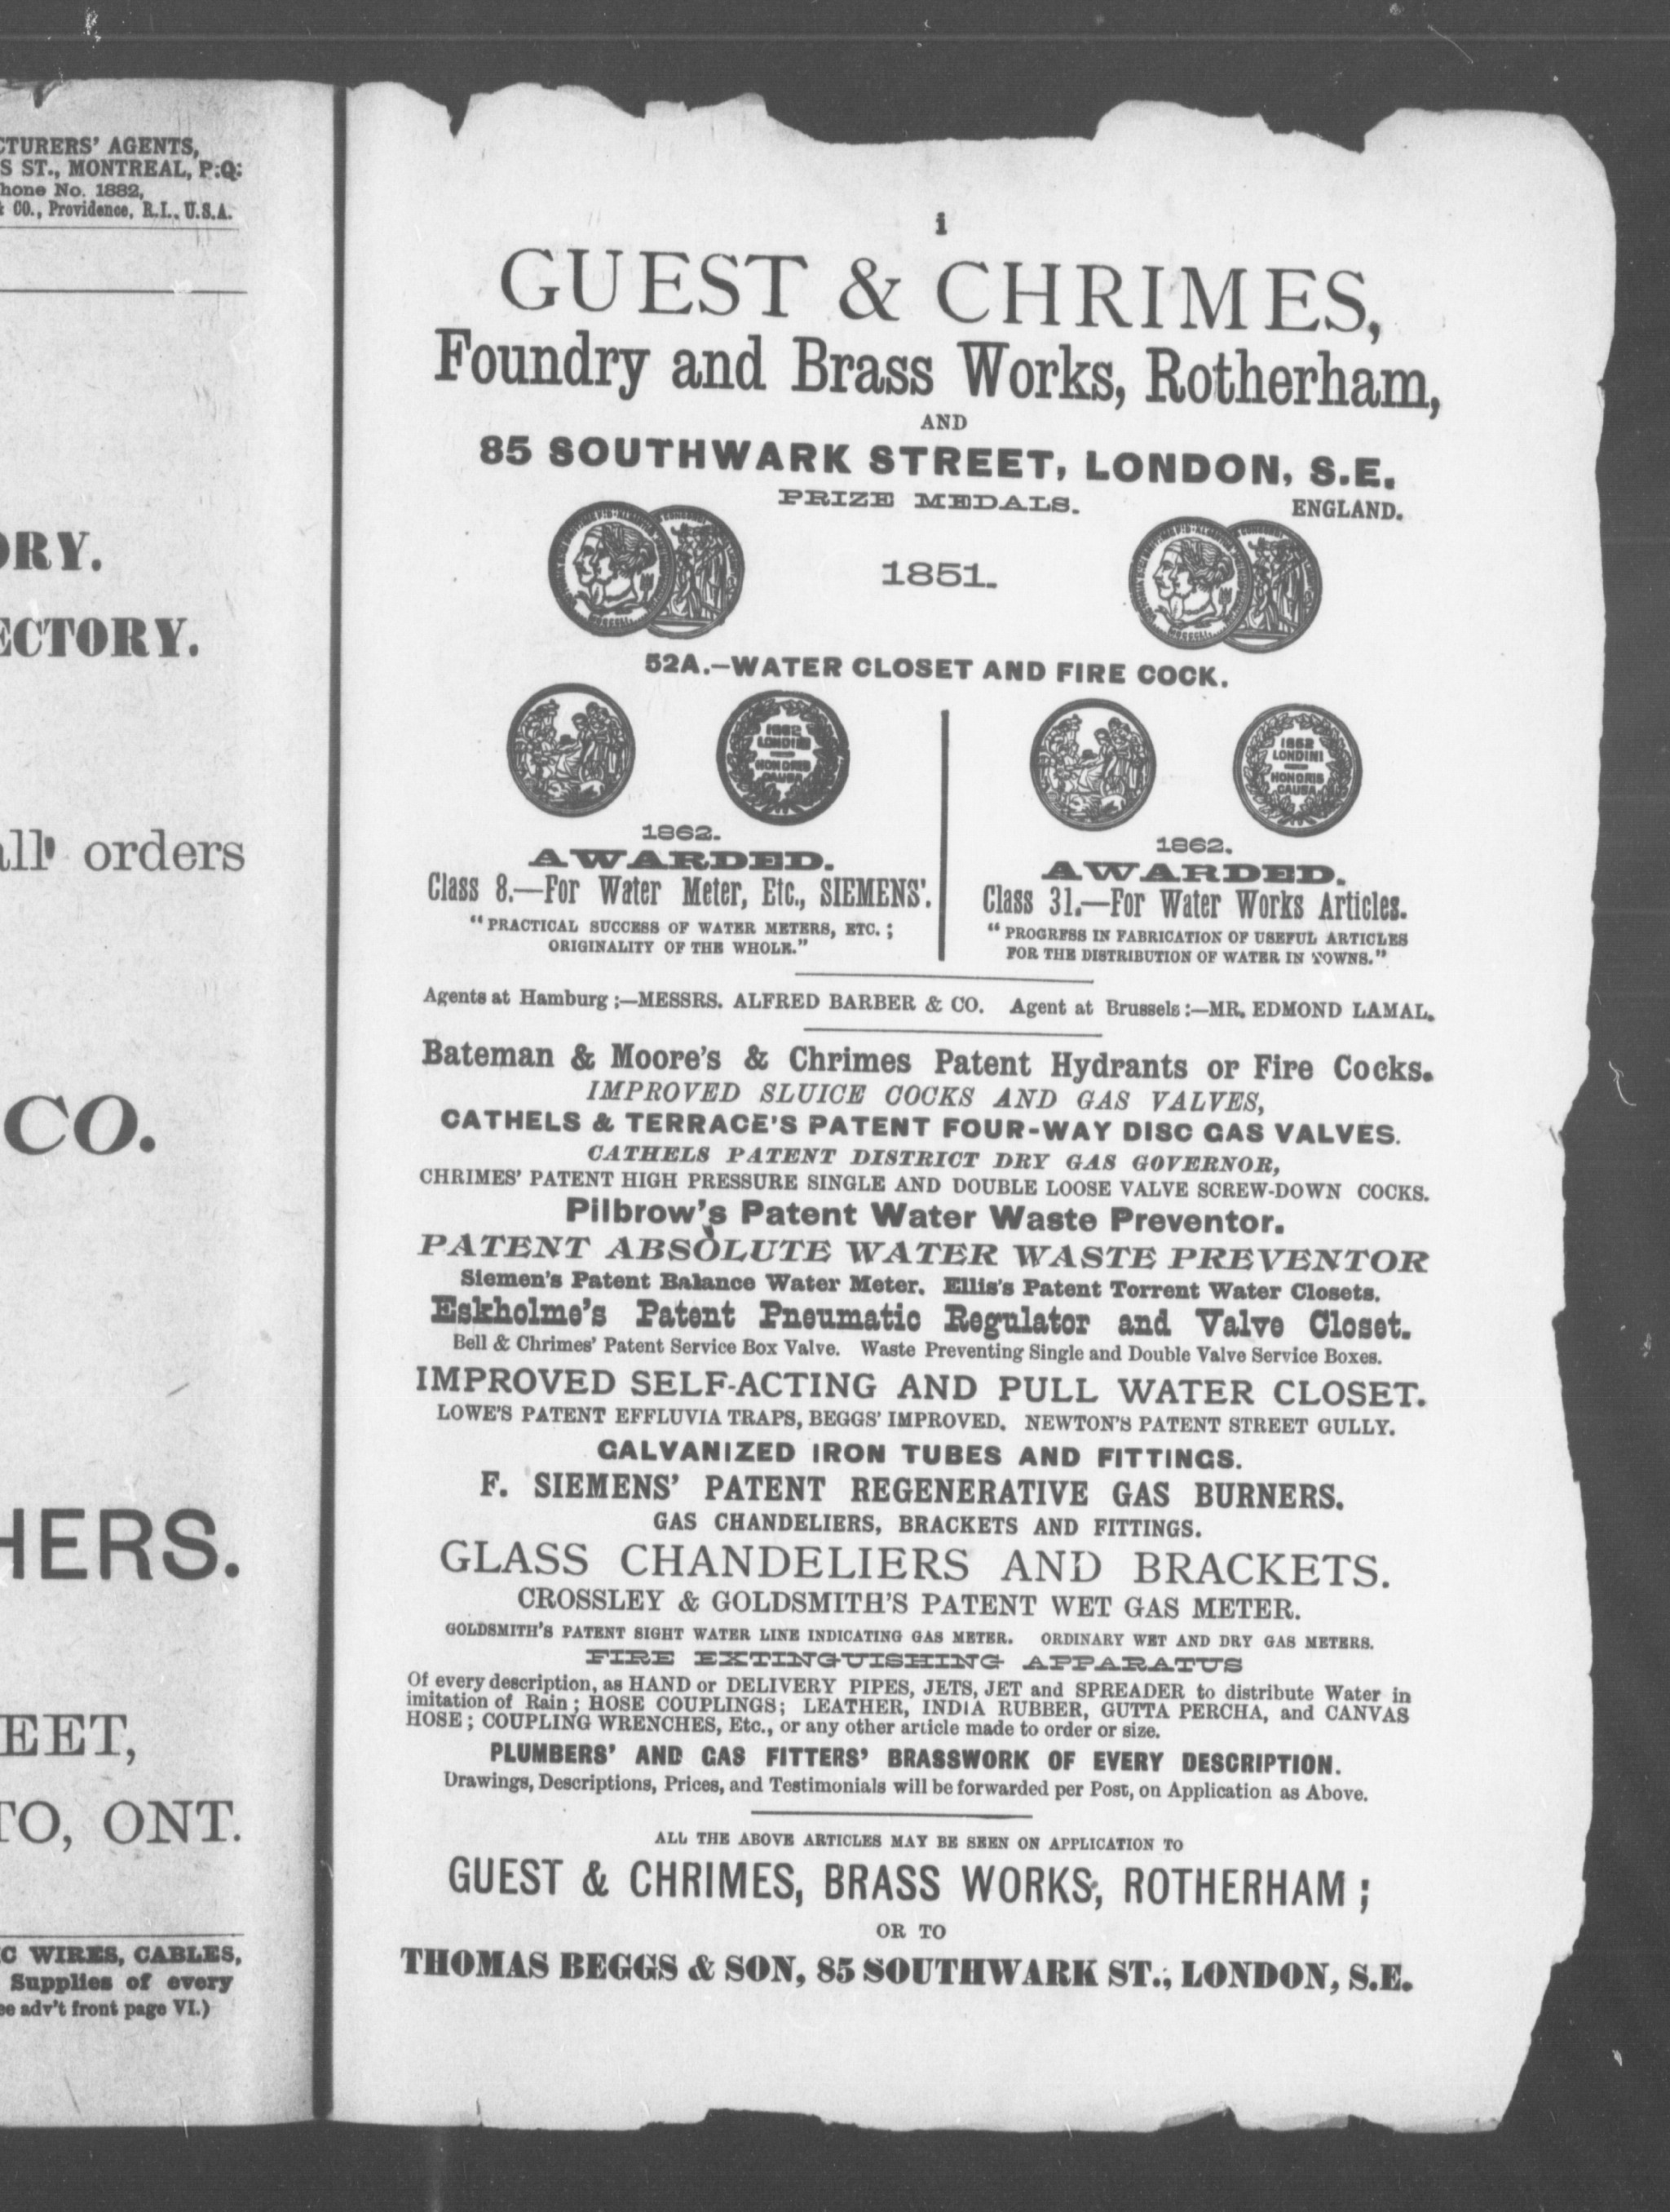 CTURERS' AGENTS,
S ST., MONTREAL, P.Q.
hone No. 1882,
CO., Providence, R.I., U.S.A.
ORY.
ECTORY.
all orders
CO.
HERS.
EET,
TO, ONT.
C WIRES, CABLES,
Supplies of every
ee adv't front page VI.)
i
GUEST & CHRIMES,
Foundry and Brass Works, Rotherham,
AND
85 SOUTHWARK STREET, LONDON, S.E.
PRIZE MEDALS.
ENGLAND.
1851.
52A.—WATER CLOSET AND FIRE COCK.
1862
LONDINI
HONORIS
CAUSA
1862.
AWARDED.
Class 8.—For Water Meter, Etc., SIEMENS'.
"PRACTICAL SUCCESS OF WATER METERS, ETC.;
ORIGINALITY OF THE WHOLE."
1862
LONDINI
HONORIS
CAUSA
1862.
AWARDED.
Class 31.—For Water Works Articles.
"PROGRFSS IN FABRICATION OF USEFUL ARTICLES
FOR THE DISTRIBUTION OF WATER IN TOWNS."
Agents at Hamburg;—MESSRS. ALFRED BARBER & CO. Agent at Brussels:—MR. EDMOND LAMAL.
Bateman & Moore's & Chrimes Patent Hydrants or Fire Cocks.
IMPROVED SLUICE COCKS AND GAS VALVES,
CATHELS & TERRACE'S PATENT FOUR-WAY DISC GAS VALVES.
CATHELS PATENT DISTRICT DRY GAS GOVERNOR,
CHRIMES' PATENT HIGH PRESSURE SINGLE AND DOUBLE LOOSE VALVE SCREW-DOWN COCKS.
Pilbrow's Patent Water Waste Preventor.
PATENT ABSOLUTE WATER WASTE PREVENTOR
Siemen's Patent Balance Water Meter. Ellis's Patent Torrent Water Closets.
Eskholme's Patent Pneumatic Regulator and Valve Closet.
Bell & Chrimes' Patent Service Box Valve. Waste Preventing Single and Double Valve Service Boxes.
IMPROVED SELF-ACTING AND PULL WATER CLOSET.
LOWE'S PATENT EFFLUVIA TRAPS, BEGGS' IMPROVED. NEWTON'S PATENT STREET GULLY.
GALVANIZED IRON TUBES AND FITTINGS.
F. SIEMENS' PATENT REGENERATIVE GAS BURNERS.
GAS CHANDELIERS, BRACKETS AND FITTINGS.
GLASS CHANDELIERS AND BRACKETS.
CROSSLEY & GOLDSMITH'S PATENT WET GAS METER.
GOLDSMITH'S PATENT SIGHT WATER LINE INDICATING GAS METER. ORDINARY WET AND DRY GAS METERS.
FIRE EXTINGUISHING APPARATUS
Of every description, as HAND or DELIVERY PIPES, JETS, JET and SPREADER to distribute Water in
imitation of Rain; HOSE COUPLINGS; LEATHER, INDIA RUBBER, GUTTA PERCHA, and CANVAS
HOSE; COUPLING WRENCHES, Etc., or any other article made to order or size.
PLUMBERS' AND GAS FITTERS' BRASSWORK OF EVERY DESCRIPTION.
Drawings, Descriptions, Prices, and Testimonials will be forwarded per Post, on Application as Above.
ALL THE ABOVE ARTICLES MAY BE SEEN ON APPLICATION TO
GUEST & CHRIMES, BRASS WORKS, ROTHERHAM;
OR TO
THOMAS BEGGS & SON, 85 SOUTHWARK ST., LONDON, S.E.